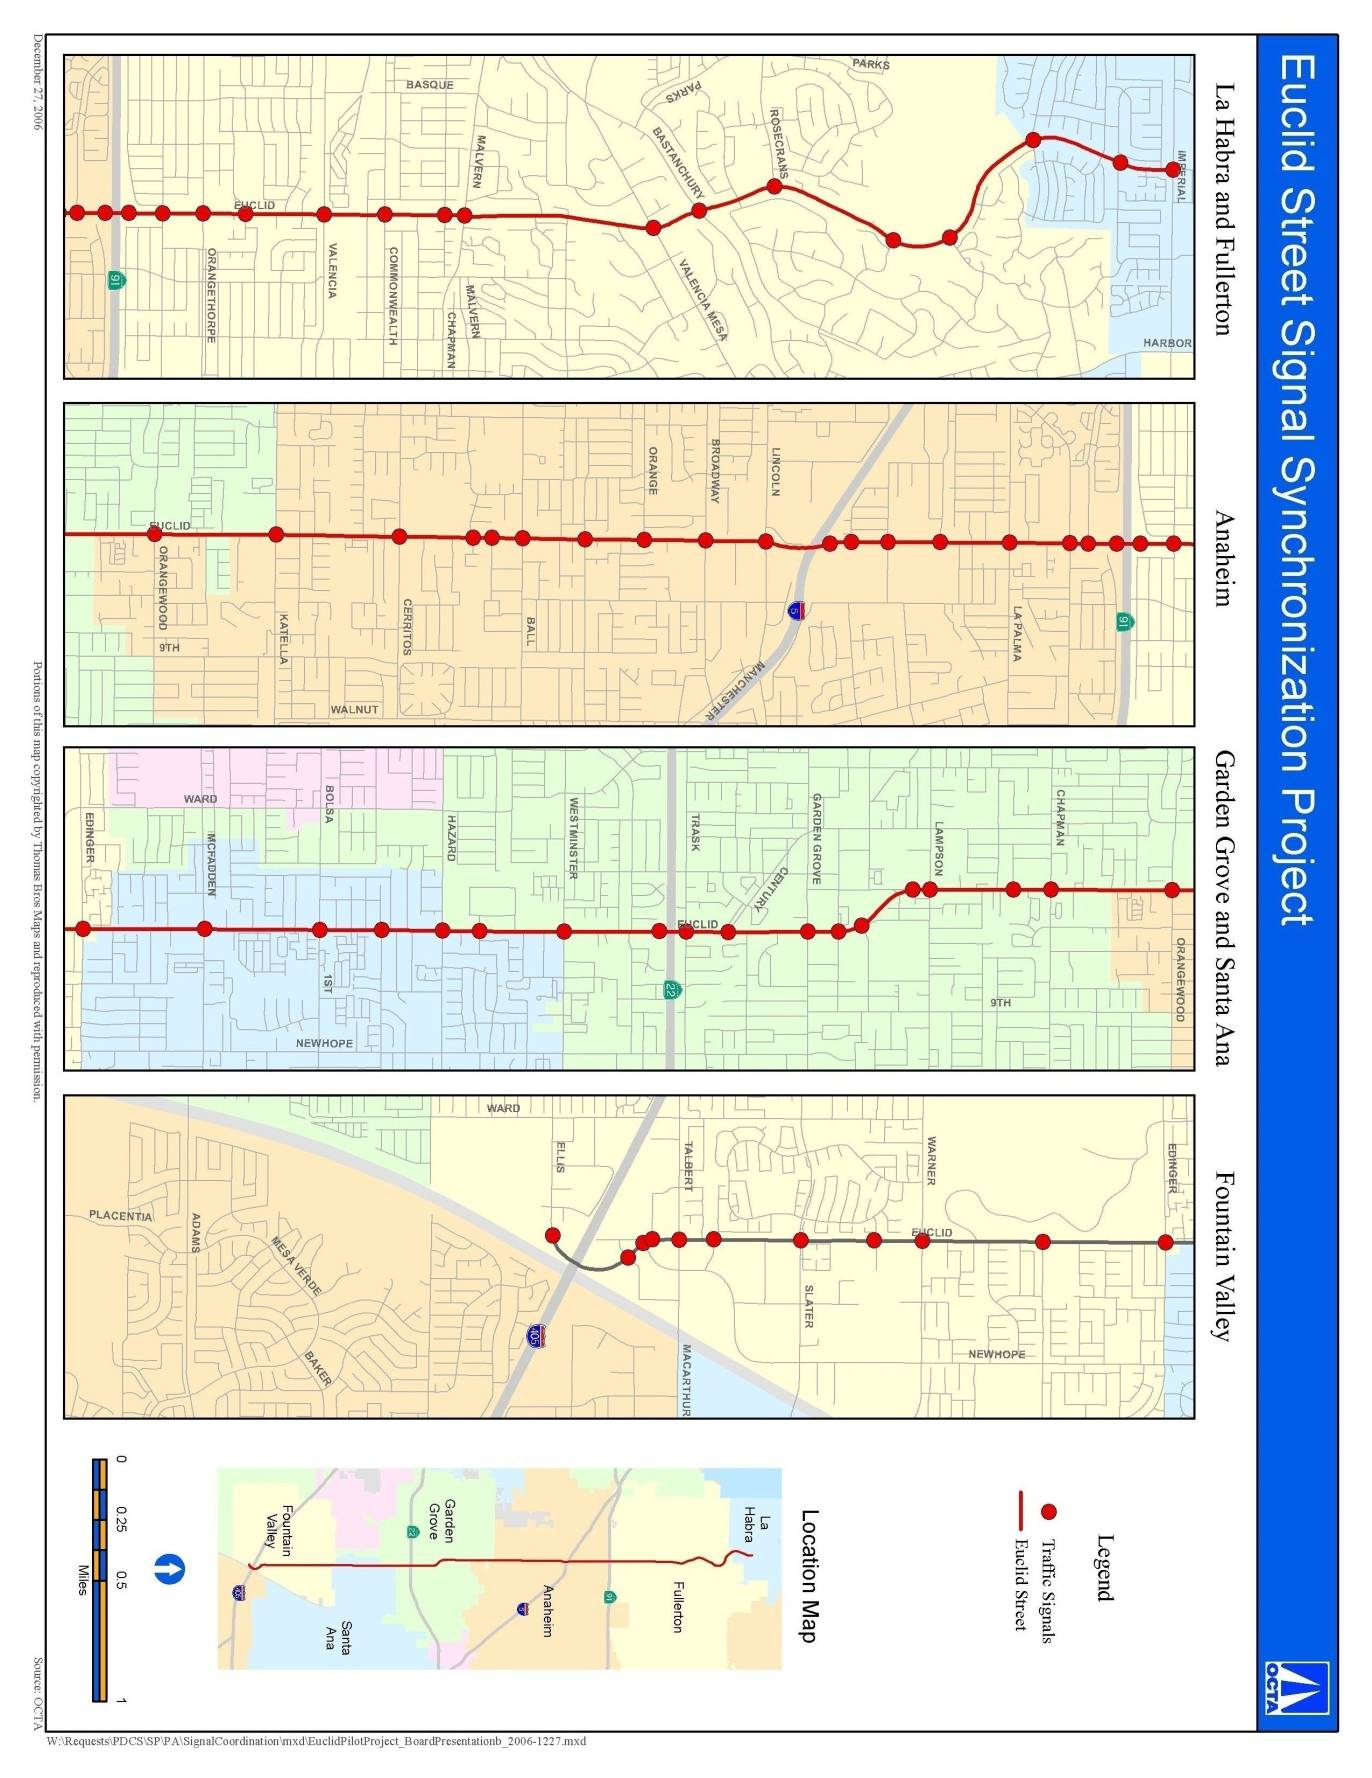 Euclid Street Signal Synchronization Project
OCTA
La Habra and Fullerton
PARKS
PARKS
BASQUE
IMPERIAL
ROSECRANS
BASTANCHURY
MALVERN
EUCLID
HARBOR
VALENCIA MESA
MALVERN
CHAPMAN
COMMONWEALTH
VALENCIA
ORANGETHORPE
91
Anaheim
LINCOLN
BROADWAY
ORANGE
EUCLID
91
LA PALMA
5
MANCHESTER
BALL
CERRITOS
KATELLA
ORANGEWOOD
9TH
WALNUT
Garden Grove and Santa Ana
CHAPMAN
LAMPSON
GARDEN GROVE
CENTURY
TRASK
WESTMINSTER
HAZARD
BOLSA
WARD
MCFADDEN
EDINGER
EUCLID
ORANGEWOOD
9TH
22
1ST
NEWHOPE
Fountain Valley
WARD
EDINGER
WARNER
TALBERT
ELLIS
EUCLID
SLATER
NEWHOPE
MACARTHUR
405
PLACENTIA
ADAMS
MESA VERDE
BAKER
Legend
Traffic Signals
Euclid Street
Location Map
La
Habra
Fullerton
91
Anaheim
5
Garden
Grove
22
Santa
Ana
Fountain
Valley
405
0 0.25 0.5 1
Miles
December 27, 2006
Portions of this map copyrighted by Thomas Bros Maps and reproduced with permission.
Source: OCTA
W:\Requests\PDCS\SP\PA\SignalCoordination\mxd\EuclidPilotProject_BoardPresentationb_2006-1227.mxd